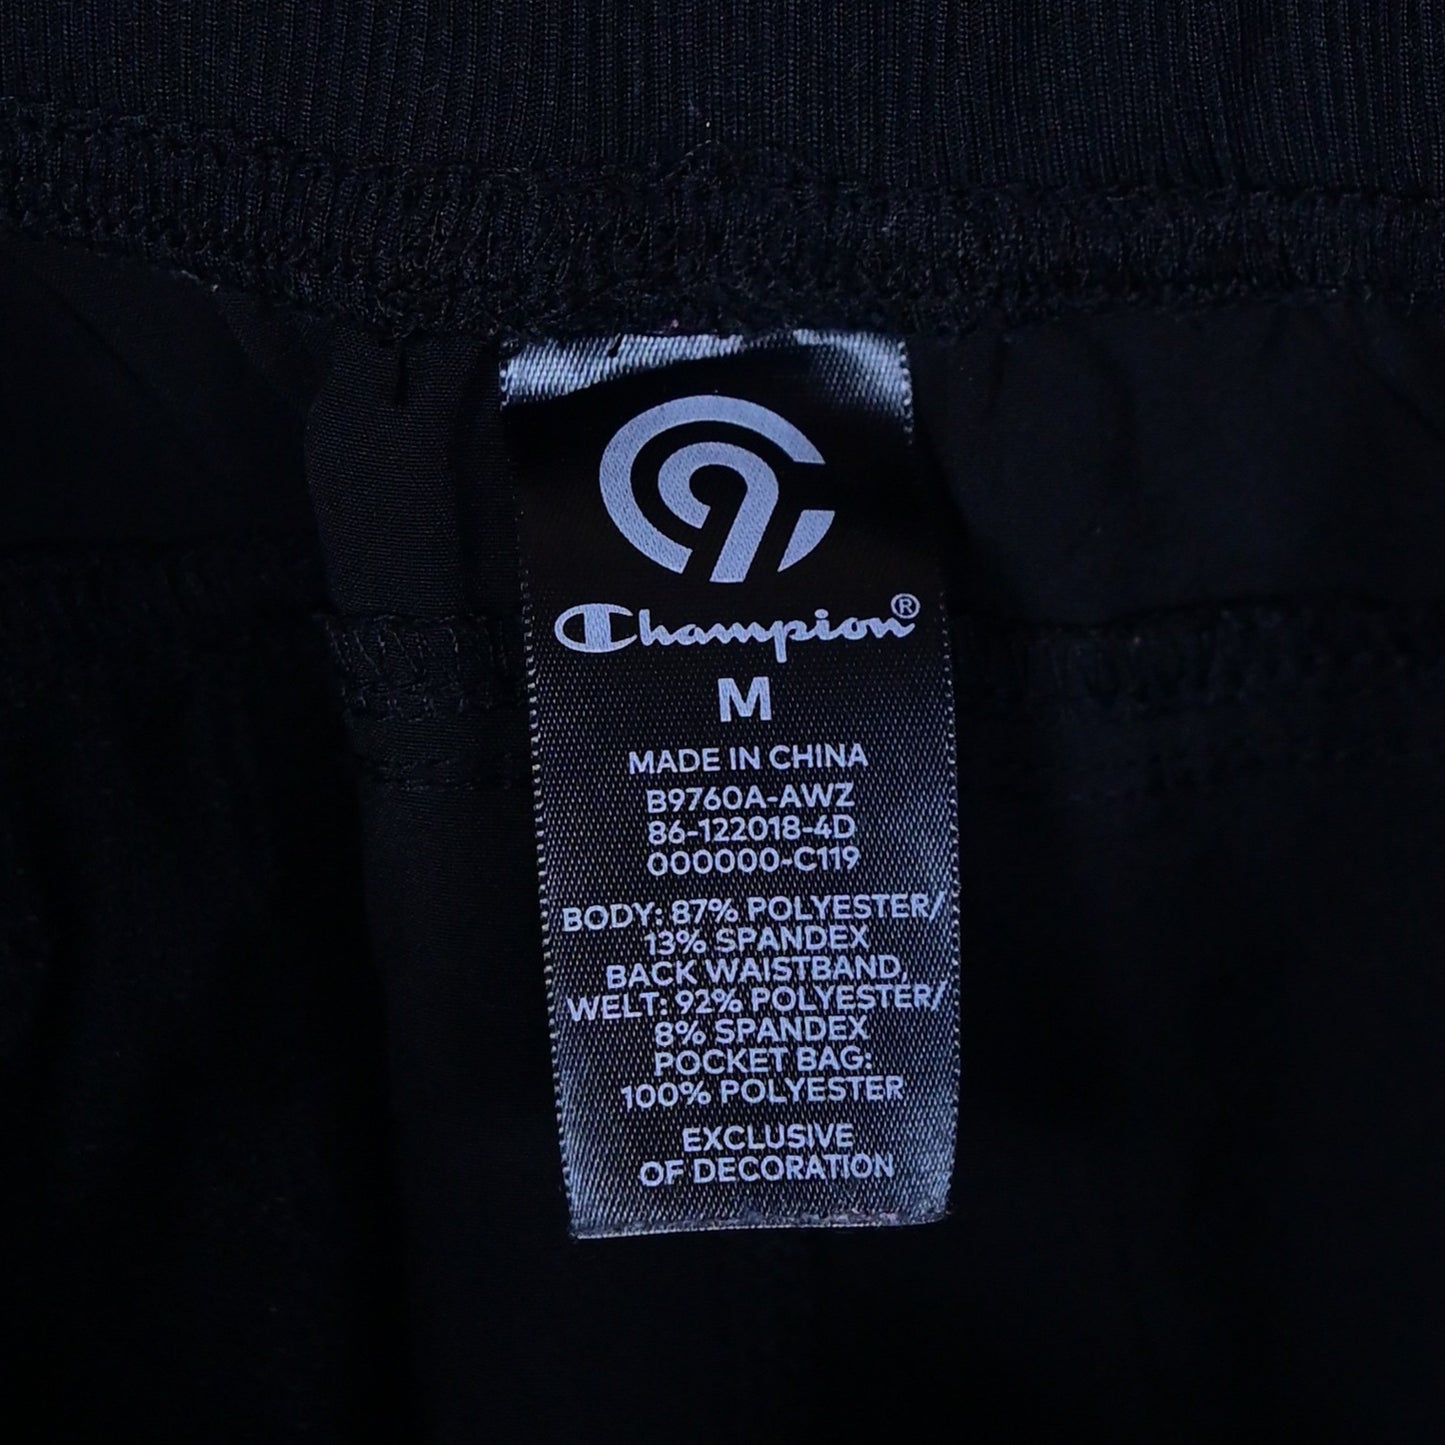 C9
Champion®
M
MADE IN CHINA
B9760A-AWZ
86-122018-4D
000000-C119
BODY: 87% POLYESTER/
13% SPANDEX
BACK WAISTBAND,
WELT: 92% POLYESTER/
8% SPANDEX
POCKET BAG:
100% POLYESTER
EXCLUSIVE
OF DECORATION